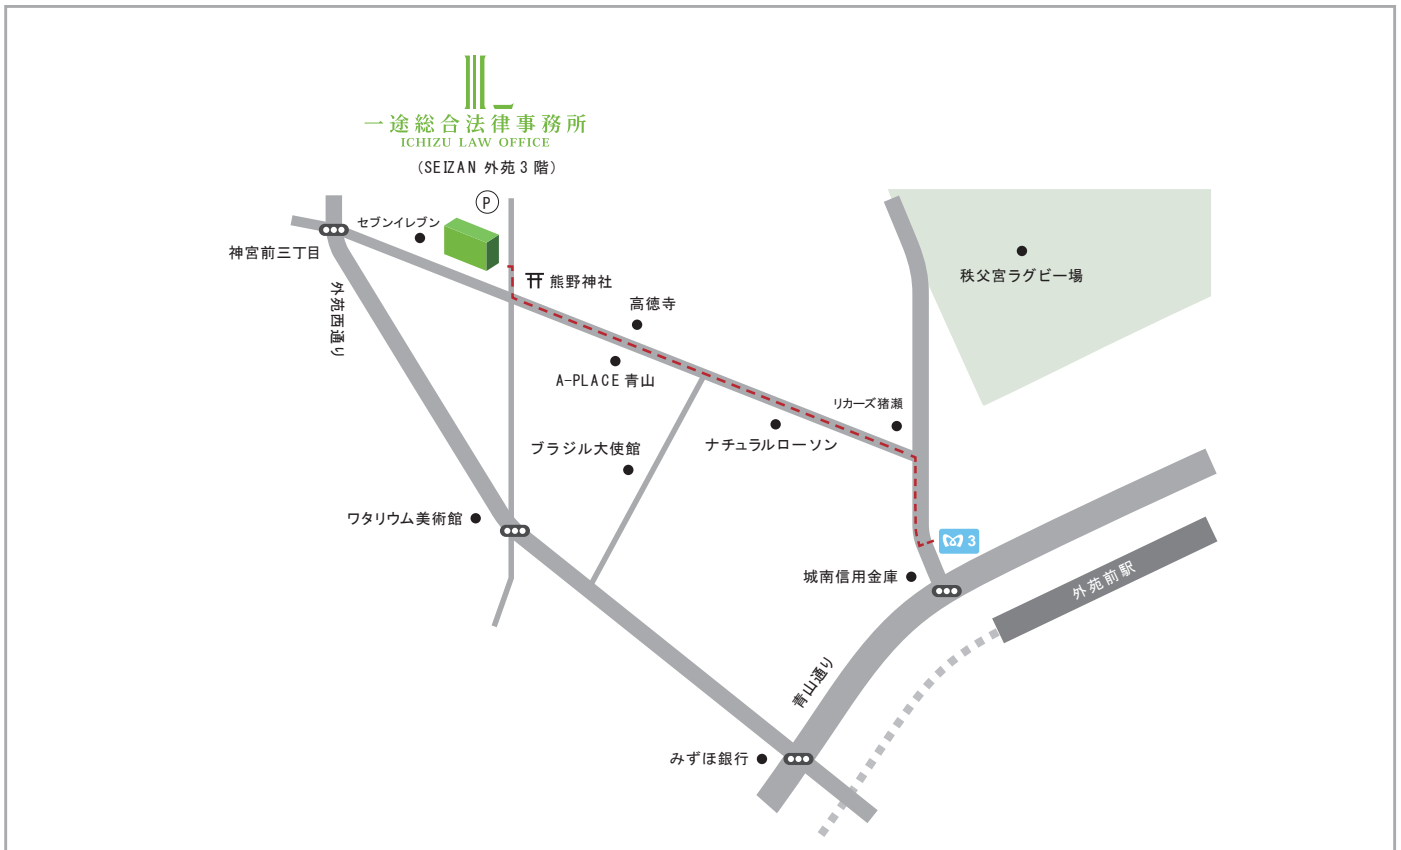 一途総合法律事務所
ICHIZU LAW OFFICE
(SEIZAN 外苑 3 階)
P
セブンイレブン
神宮前三丁目
外苑西通り
熊野神社
高徳寺
A-PLACE 青山
秩父宮ラグビー場
リカーズ猪瀬
ナチュラルローソン
ブラジル大使館
ワタリウム美術館
3
城南信用金庫
外苑前駅
青山通り
みずほ銀行